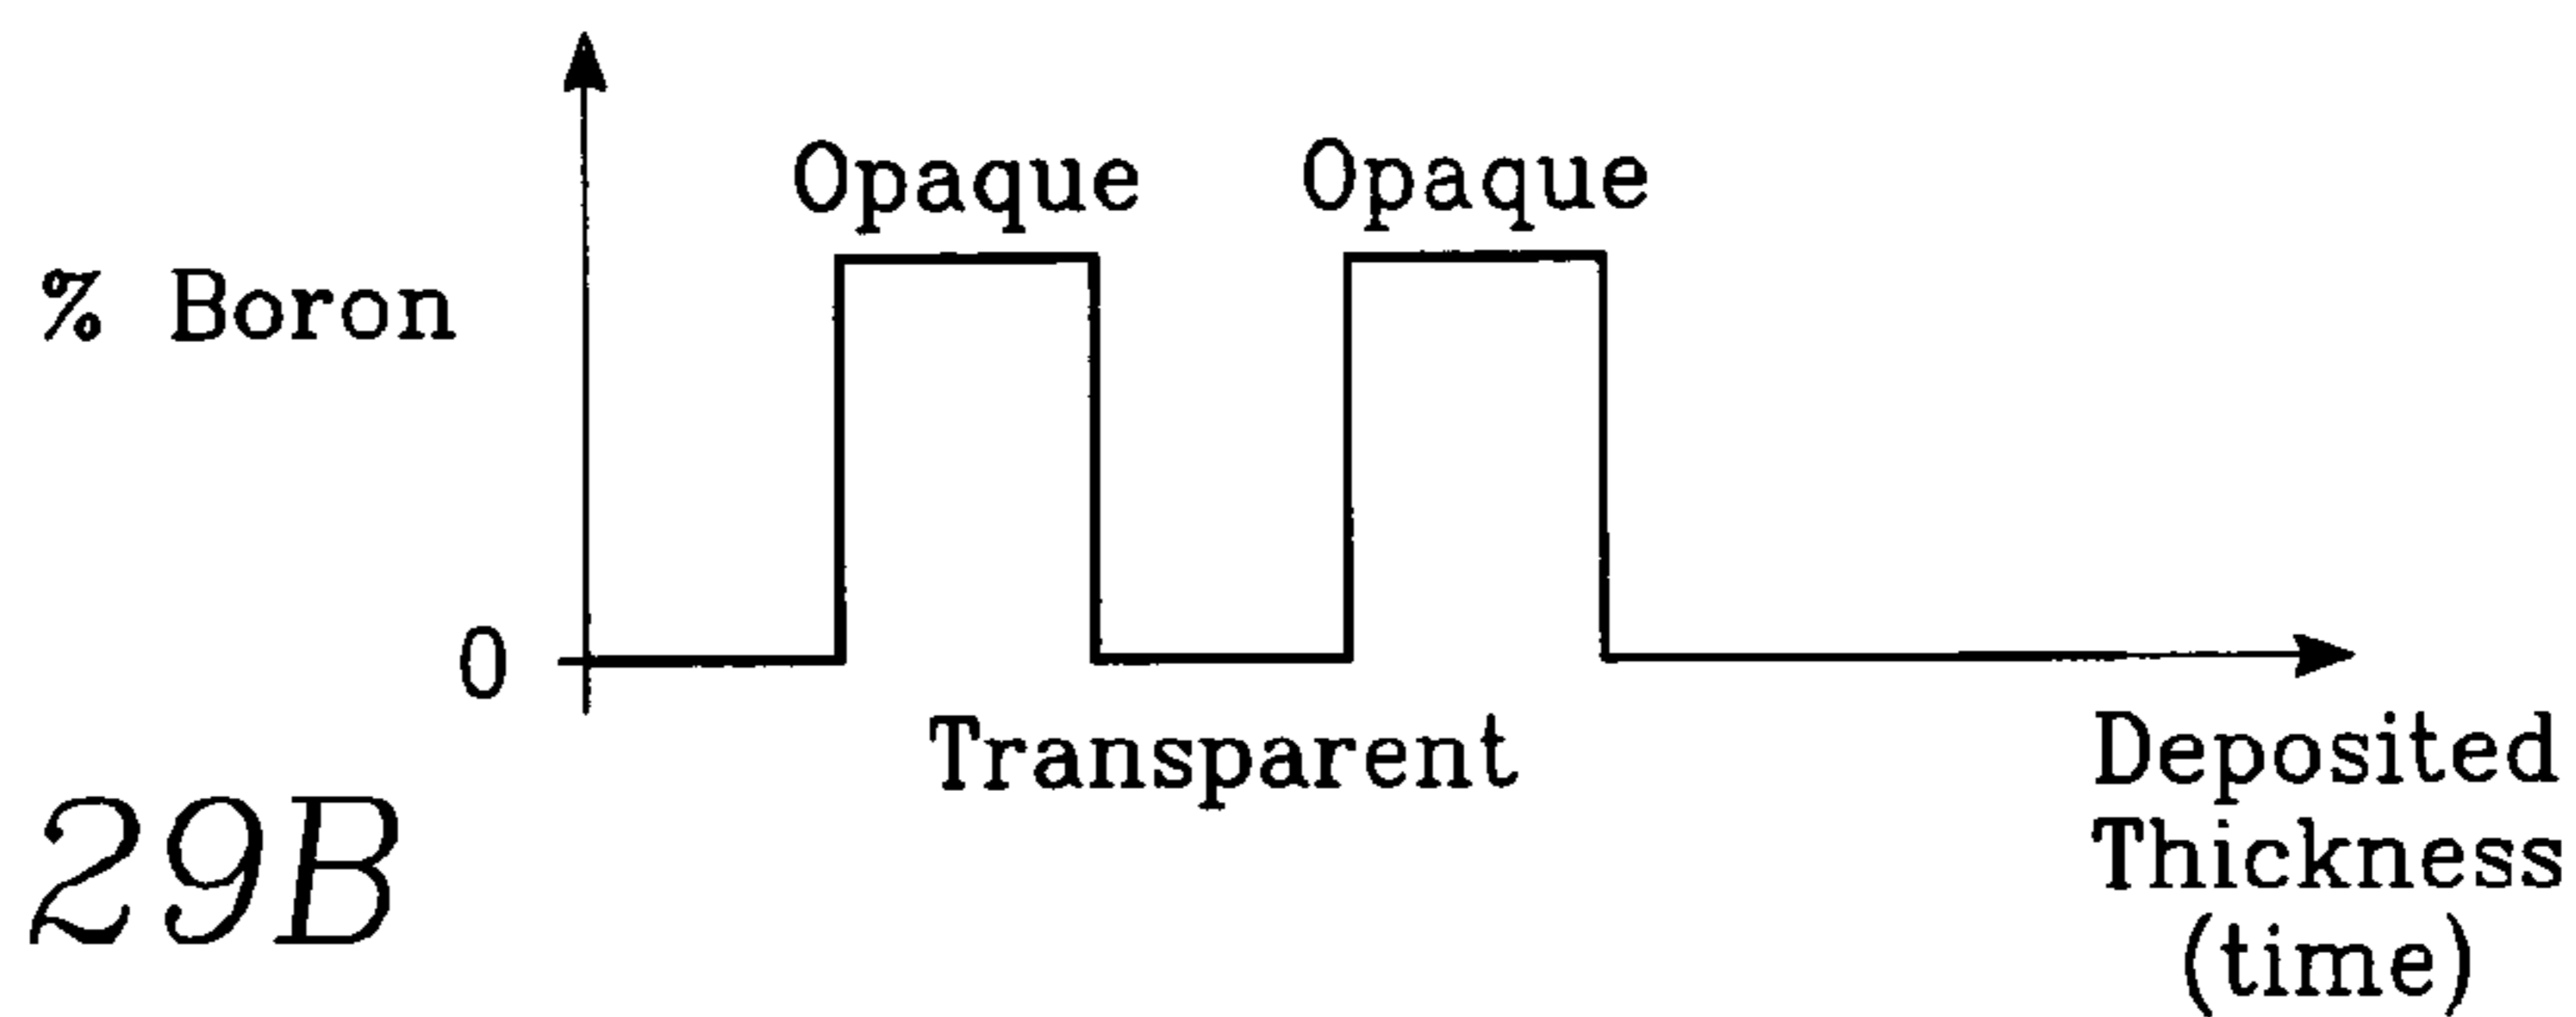 Opaque Opaque
% Boron
0
Transparent
Deposited
Thickness
(time)
29B